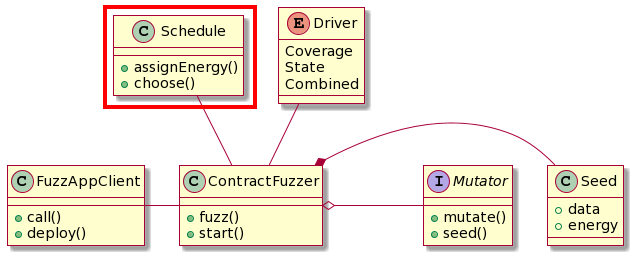 C Schedule
assignEnergy()
choose()
E Driver
Coverage
State
Combined
C FuzzAppClient
call()
deploy()
C ContractFuzzer
fuzz()
start()
I Mutator
mutate()
seed()
C Seed
data
energy